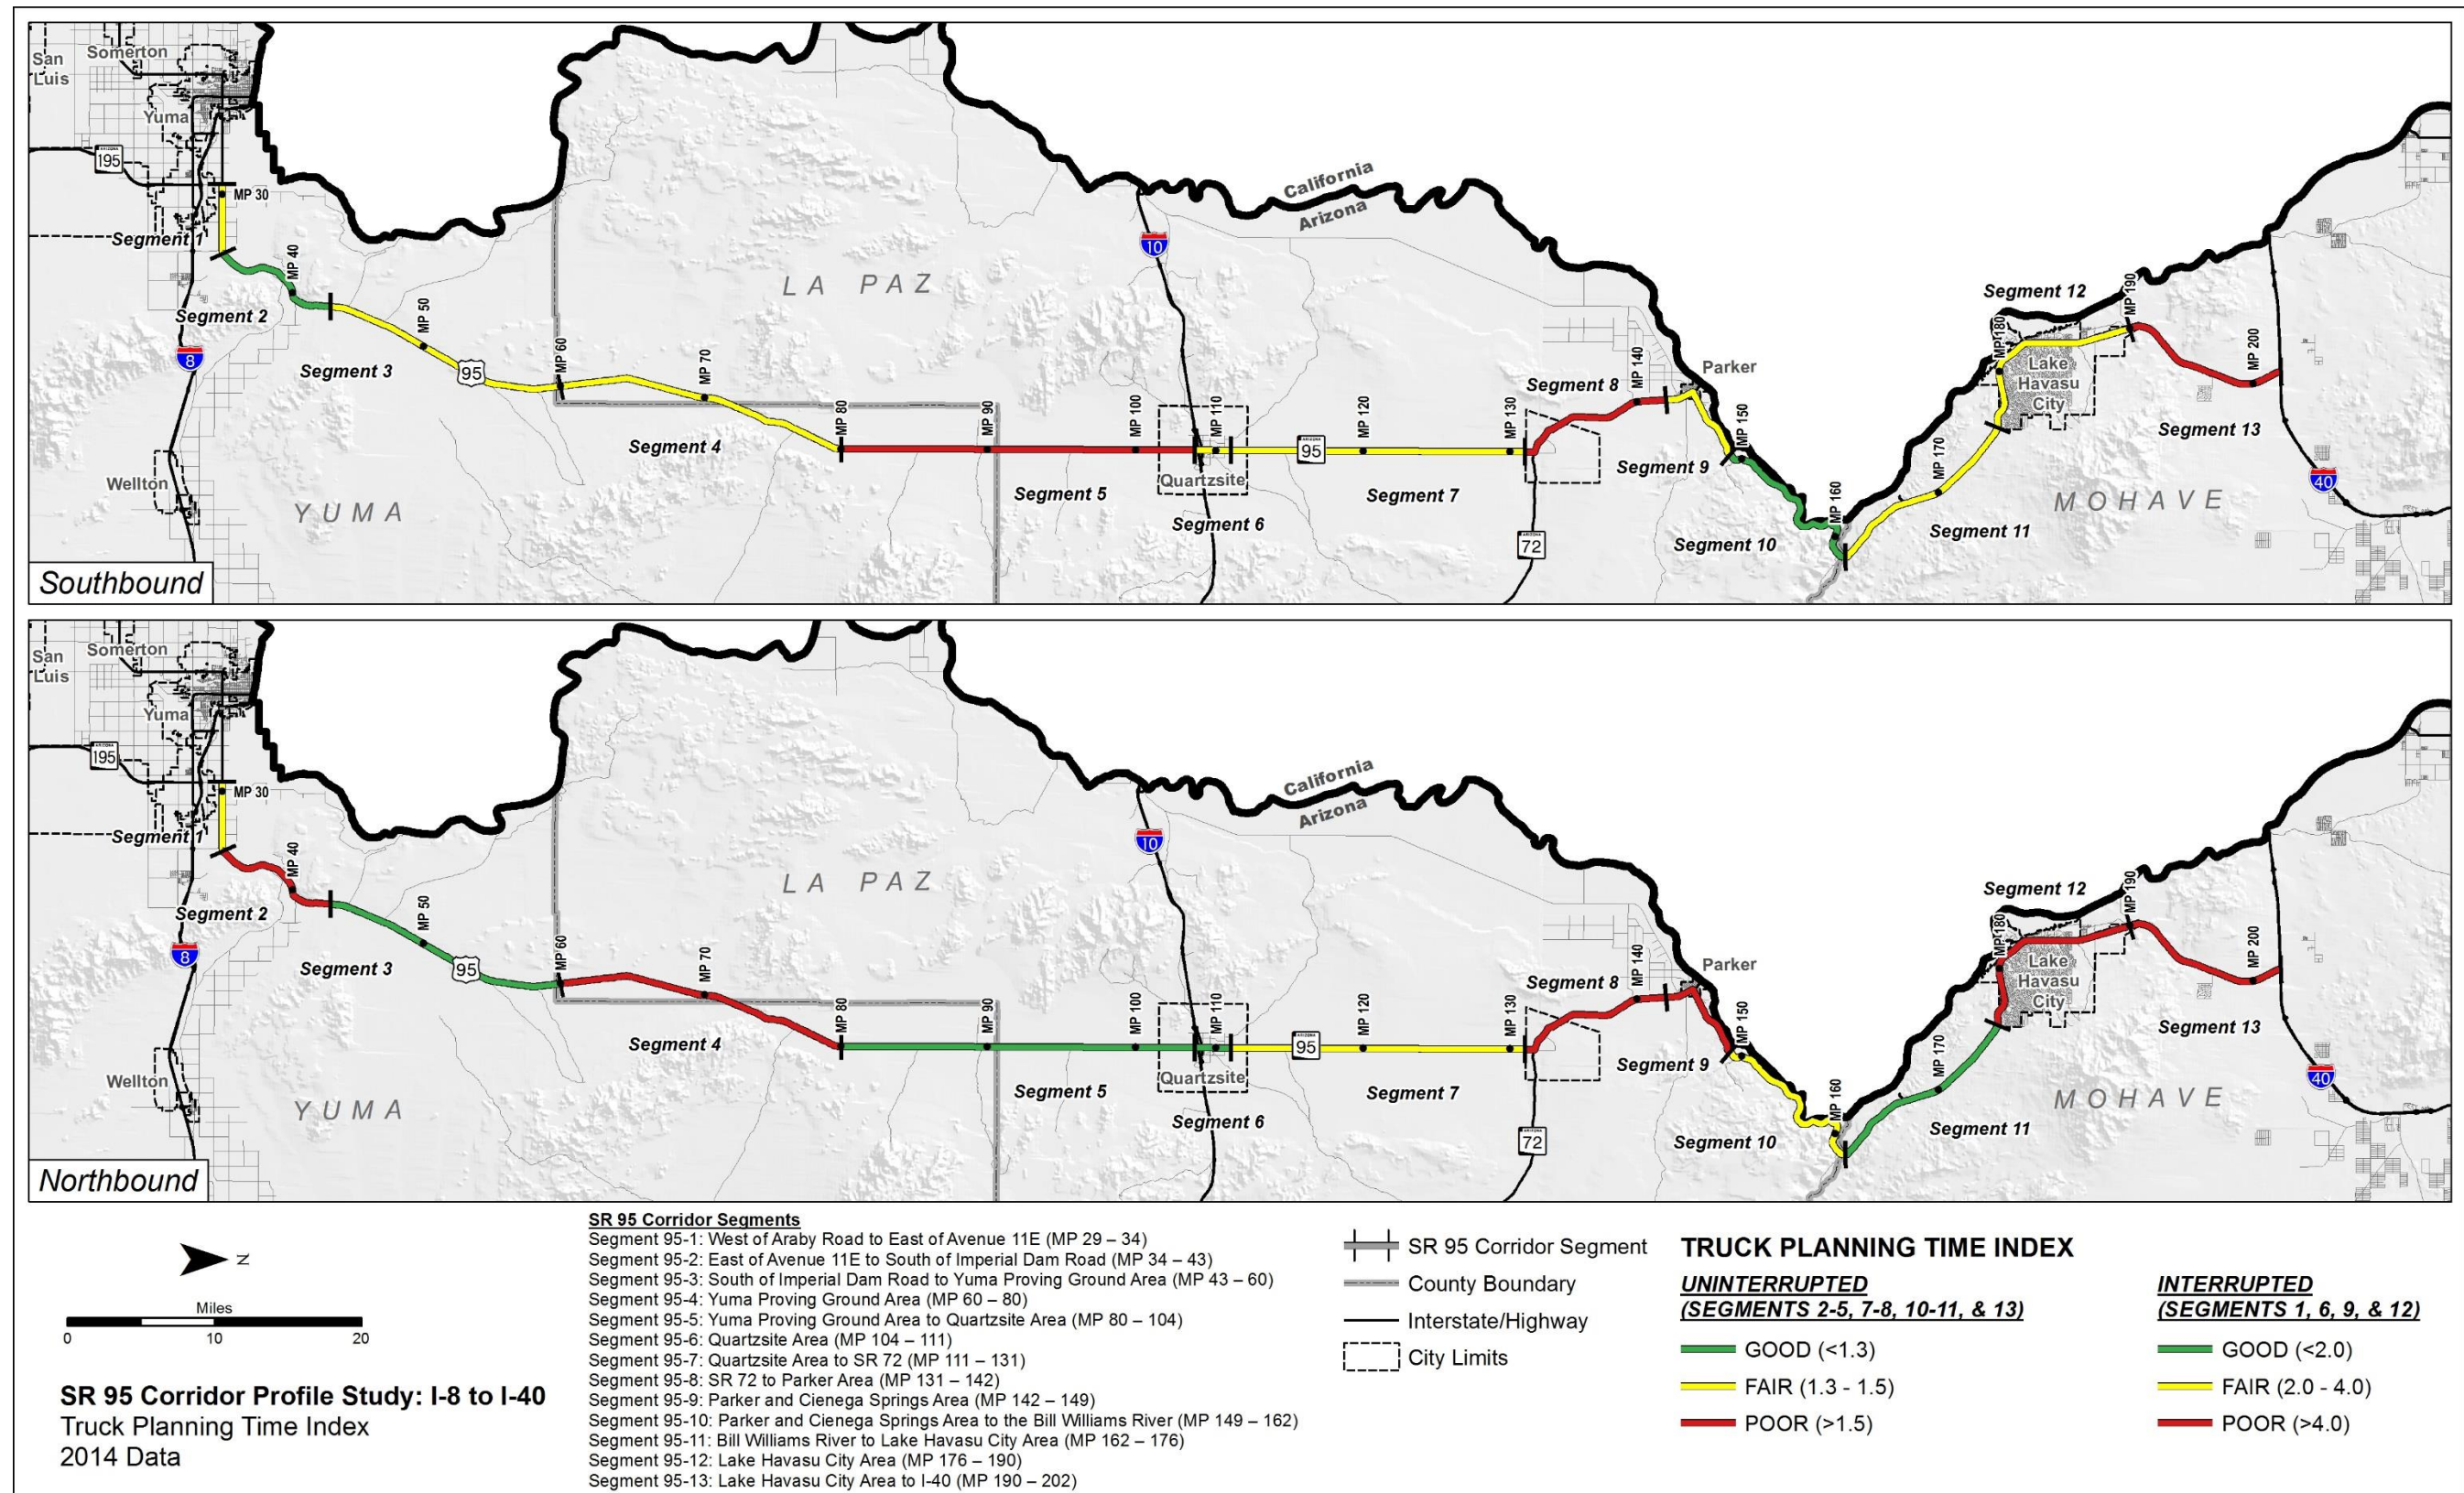 San
Luis
Somerton
Yuma
ARIZONA
195
MP 30
Segment 1
MP 40
Segment 2
8
Segment 3
MP 50
95
MP 60
MP 70
LA PAZ
Segment 4
MP 80
MP 90
Segment 5
MP 100
10
MP 110
Quartzsite
Segment 6
California
Arizona
ARIZONA
95
MP 120
Segment 7
MP 130
Segment 8
MP 140
ARIZONA
72
Parker
Segment 9
MP 150
Segment 10
MP 160
MP 170
Segment 11
Segment 12
MP 180
MP 190
Lake
Havasu
City
MP 200
Segment 13
MOHAVE
40
Wellton
YUMA
Southbound
San
Luis
Somerton
Yuma
ARIZONA
195
MP 30
Segment 1
MP 40
Segment 2
8
Segment 3
MP 50
95
MP 60
MP 70
LA PAZ
Segment 4
MP 80
MP 90
Segment 5
MP 100
10
MP 110
Quartzsite
Segment 6
California
Arizona
ARIZONA
95
MP 120
Segment 7
MP 130
Segment 8
MP 140
ARIZONA
72
Parker
Segment 9
MP 150
Segment 10
MP 160
MP 170
Segment 11
Segment 12
MP 180
MP 190
Lake
Havasu
City
MP 200
Segment 13
MOHAVE
40
Wellton
YUMA
Northbound
N
Miles
0 10 20
SR 95 Corridor Profile Study: I-8 to I-40
Truck Planning Time Index
2014 Data
SR 95 Corridor Segments
Segment 95-1: West of Araby Road to East of Avenue 11E (MP 29 – 34)
Segment 95-2: East of Avenue 11E to South of Imperial Dam Road (MP 34 – 43)
Segment 95-3: South of Imperial Dam Road to Yuma Proving Ground Area (MP 43 – 60)
Segment 95-4: Yuma Proving Ground Area (MP 60 – 80)
Segment 95-5: Yuma Proving Ground Area to Quartzsite Area (MP 80 – 104)
Segment 95-6: Quartzsite Area (MP 104 – 111)
Segment 95-7: Quartzsite Area to SR 72 (MP 111 – 131)
Segment 95-8: SR 72 to Parker Area (MP 131 – 142)
Segment 95-9: Parker and Cienega Springs Area (MP 142 – 149)
Segment 95-10: Parker and Cienega Springs Area to the Bill Williams River (MP 149 – 162)
Segment 95-11: Bill Williams River to Lake Havasu City Area (MP 162 – 176)
Segment 95-12: Lake Havasu City Area (MP 176 – 190)
Segment 95-13: Lake Havasu City Area to I-40 (MP 190 – 202)
SR 95 Corridor Segment
County Boundary
Interstate/Highway
City Limits
TRUCK PLANNING TIME INDEX
UNINTERRUPTED
(SEGMENTS 2-5, 7-8, 10-11, & 13)
GOOD (<1.3)
FAIR (1.3 - 1.5)
POOR (>1.5)
INTERRUPTED
(SEGMENTS 1, 6, 9, & 12)
GOOD (<2.0)
FAIR (2.0 - 4.0)
POOR (>4.0)